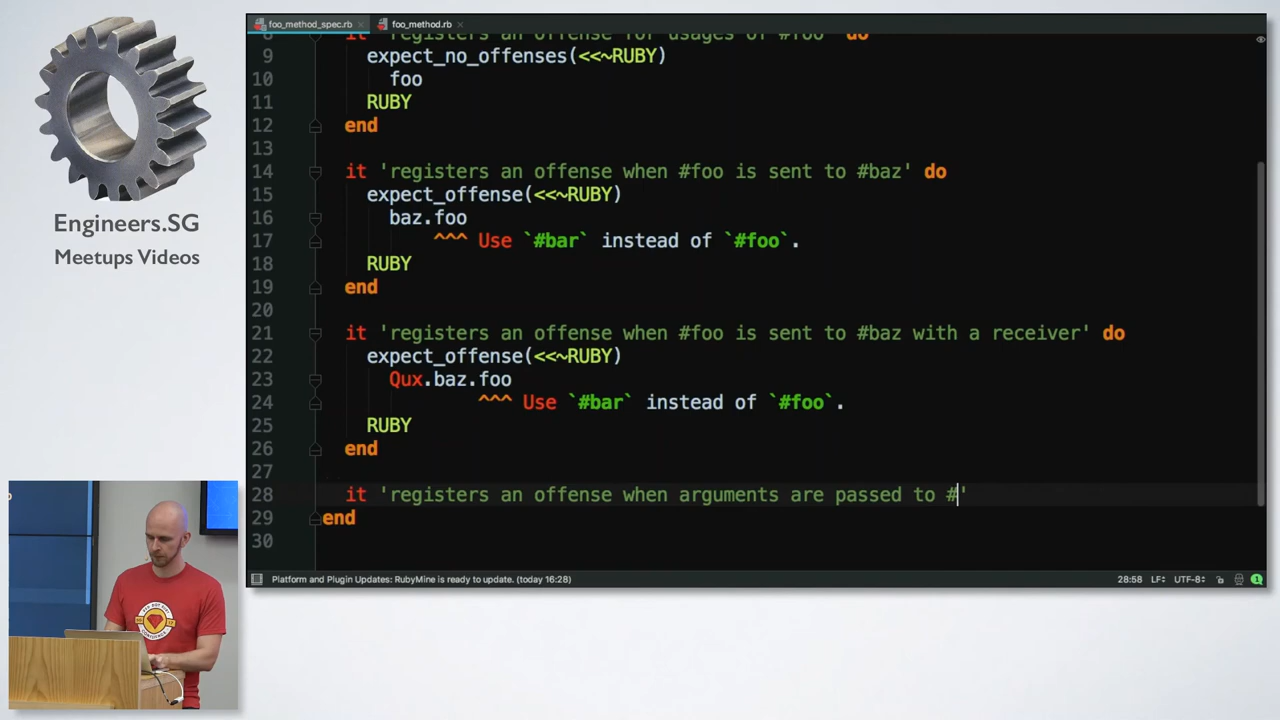 foo_method_spec.rb
foo_method.rb
8 it 'registers an offense for usages of #foo' do
9 expect_no_offenses(<<~RUBY)
10 foo
11 RUBY
12 end
13
14 it 'registers an offense when #foo is sent to #baz' do
15 expect_offense(<<~RUBY)
16 baz.foo
17 ^^^ Use `#bar` instead of `#foo`.
18 RUBY
19 end
20
21 it 'registers an offense when #foo is sent to #baz with a receiver' do
22 expect_offense(<<~RUBY)
23 Qux.baz.foo
24 ^^^ Use `#bar` instead of `#foo`.
25 RUBY
26 end
27
28 it 'registers an offense when arguments are passed to #'
29 end
30
Platform and Plugin Updates: RubyMine is ready to update. (today 16:28)
28:58 LF: UTF-8: 1
Engineers.SG
Meetups Videos